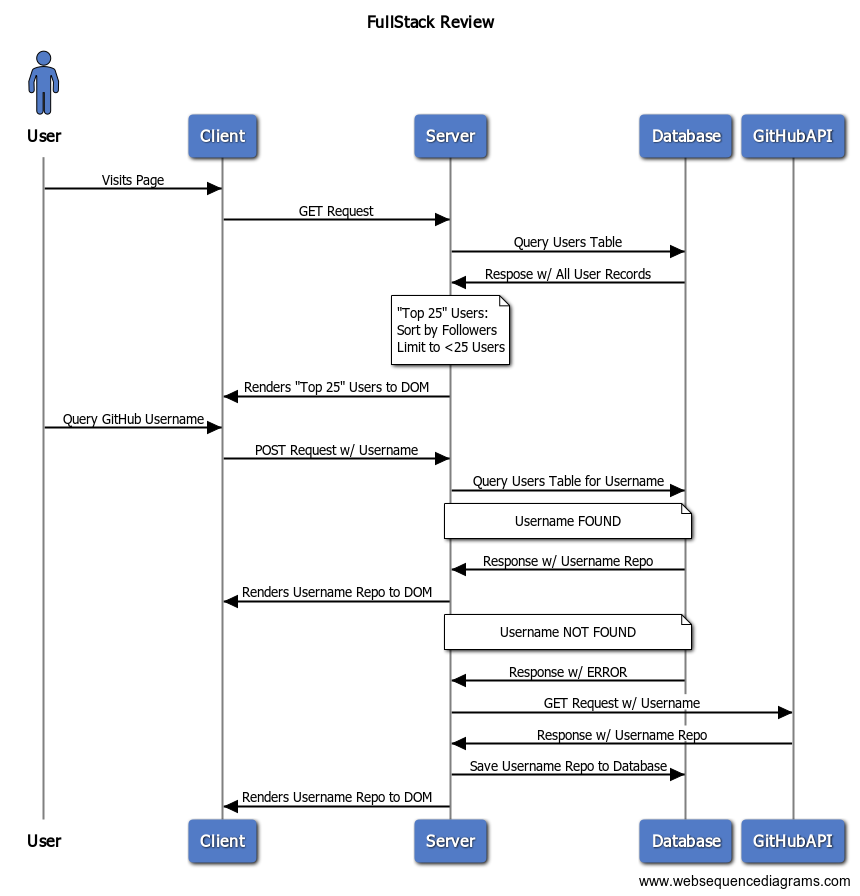 FullStack Review
User
Client
Server
Database
GitHubAPI
Visits Page
GET Request
Query Users Table
Respose w/ All User Records
"Top 25" Users:
Sort by Followers
Limit to <25 Users
Renders "Top 25" Users to DOM
Query GitHub Username
POST Request w/ Username
Query Users Table for Username
Username FOUND
Response w/ Username Repo
Renders Username Repo to DOM
Username NOT FOUND
Response w/ ERROR
GET Request w/ Username
Response w/ Username Repo
Save Username Repo to Database
Renders Username Repo to DOM
User
Client
Server
Database
GitHubAPI
www.websequencediagrams.com